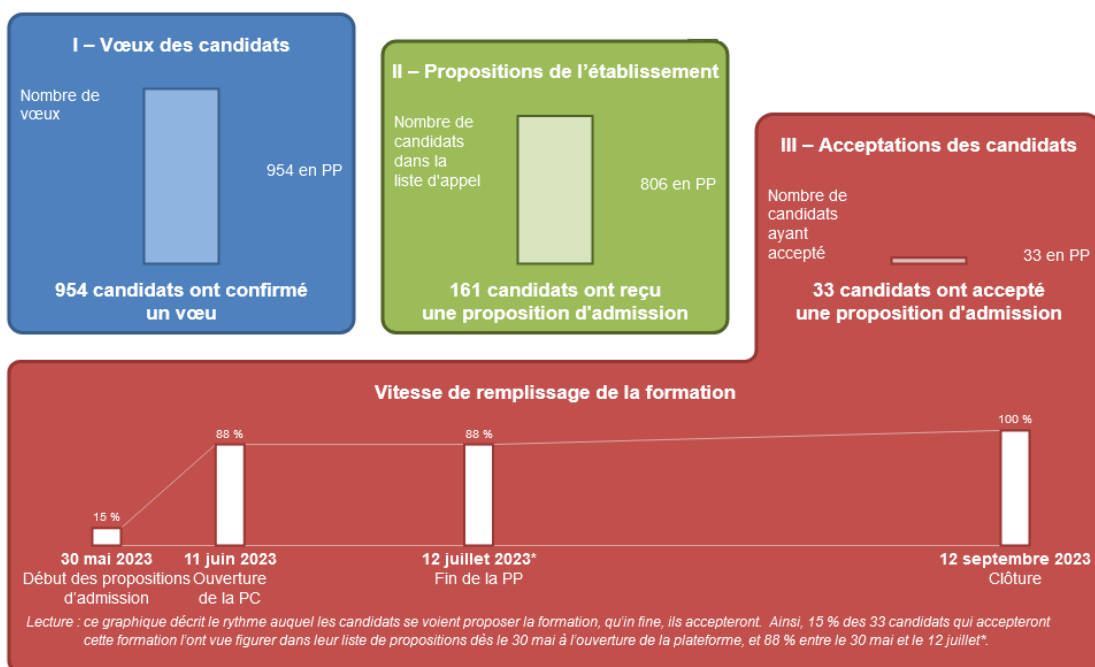 I – Vœux des candidats
Nombre de
vœux
954 en PP
954 candidats ont confirmé
un vœu
II – Propositions de l'établissement
Nombre de
candidats
dans la
liste d'appel
806 en PP
161 candidats ont reçu
une proposition d'admission
III – Acceptations des candidats
Nombre de
candidats
ayant
accepté
33 en PP
33 candidats ont accepté
une proposition d'admission
Vitesse de remplissage de la formation
15 %
88 %
88 %
100 %
30 mai 2023
Début des propositions
d'admission
11 juin 2023
Ouverture
de la PC
12 juillet 2023*
Fin de la PP
12 septembre 2023
Clôture
Lecture : ce graphique décrit le rythme auquel les candidats se voient proposer la formation, qu'in fine, ils accepteront. Ainsi, 15 % des 33 candidats qui accepteront
cette formation l'ont vue figurer dans leur liste de propositions dès le 30 mai à l'ouverture de la plateforme, et 88 % entre le 30 mai et le 12 juillet*.